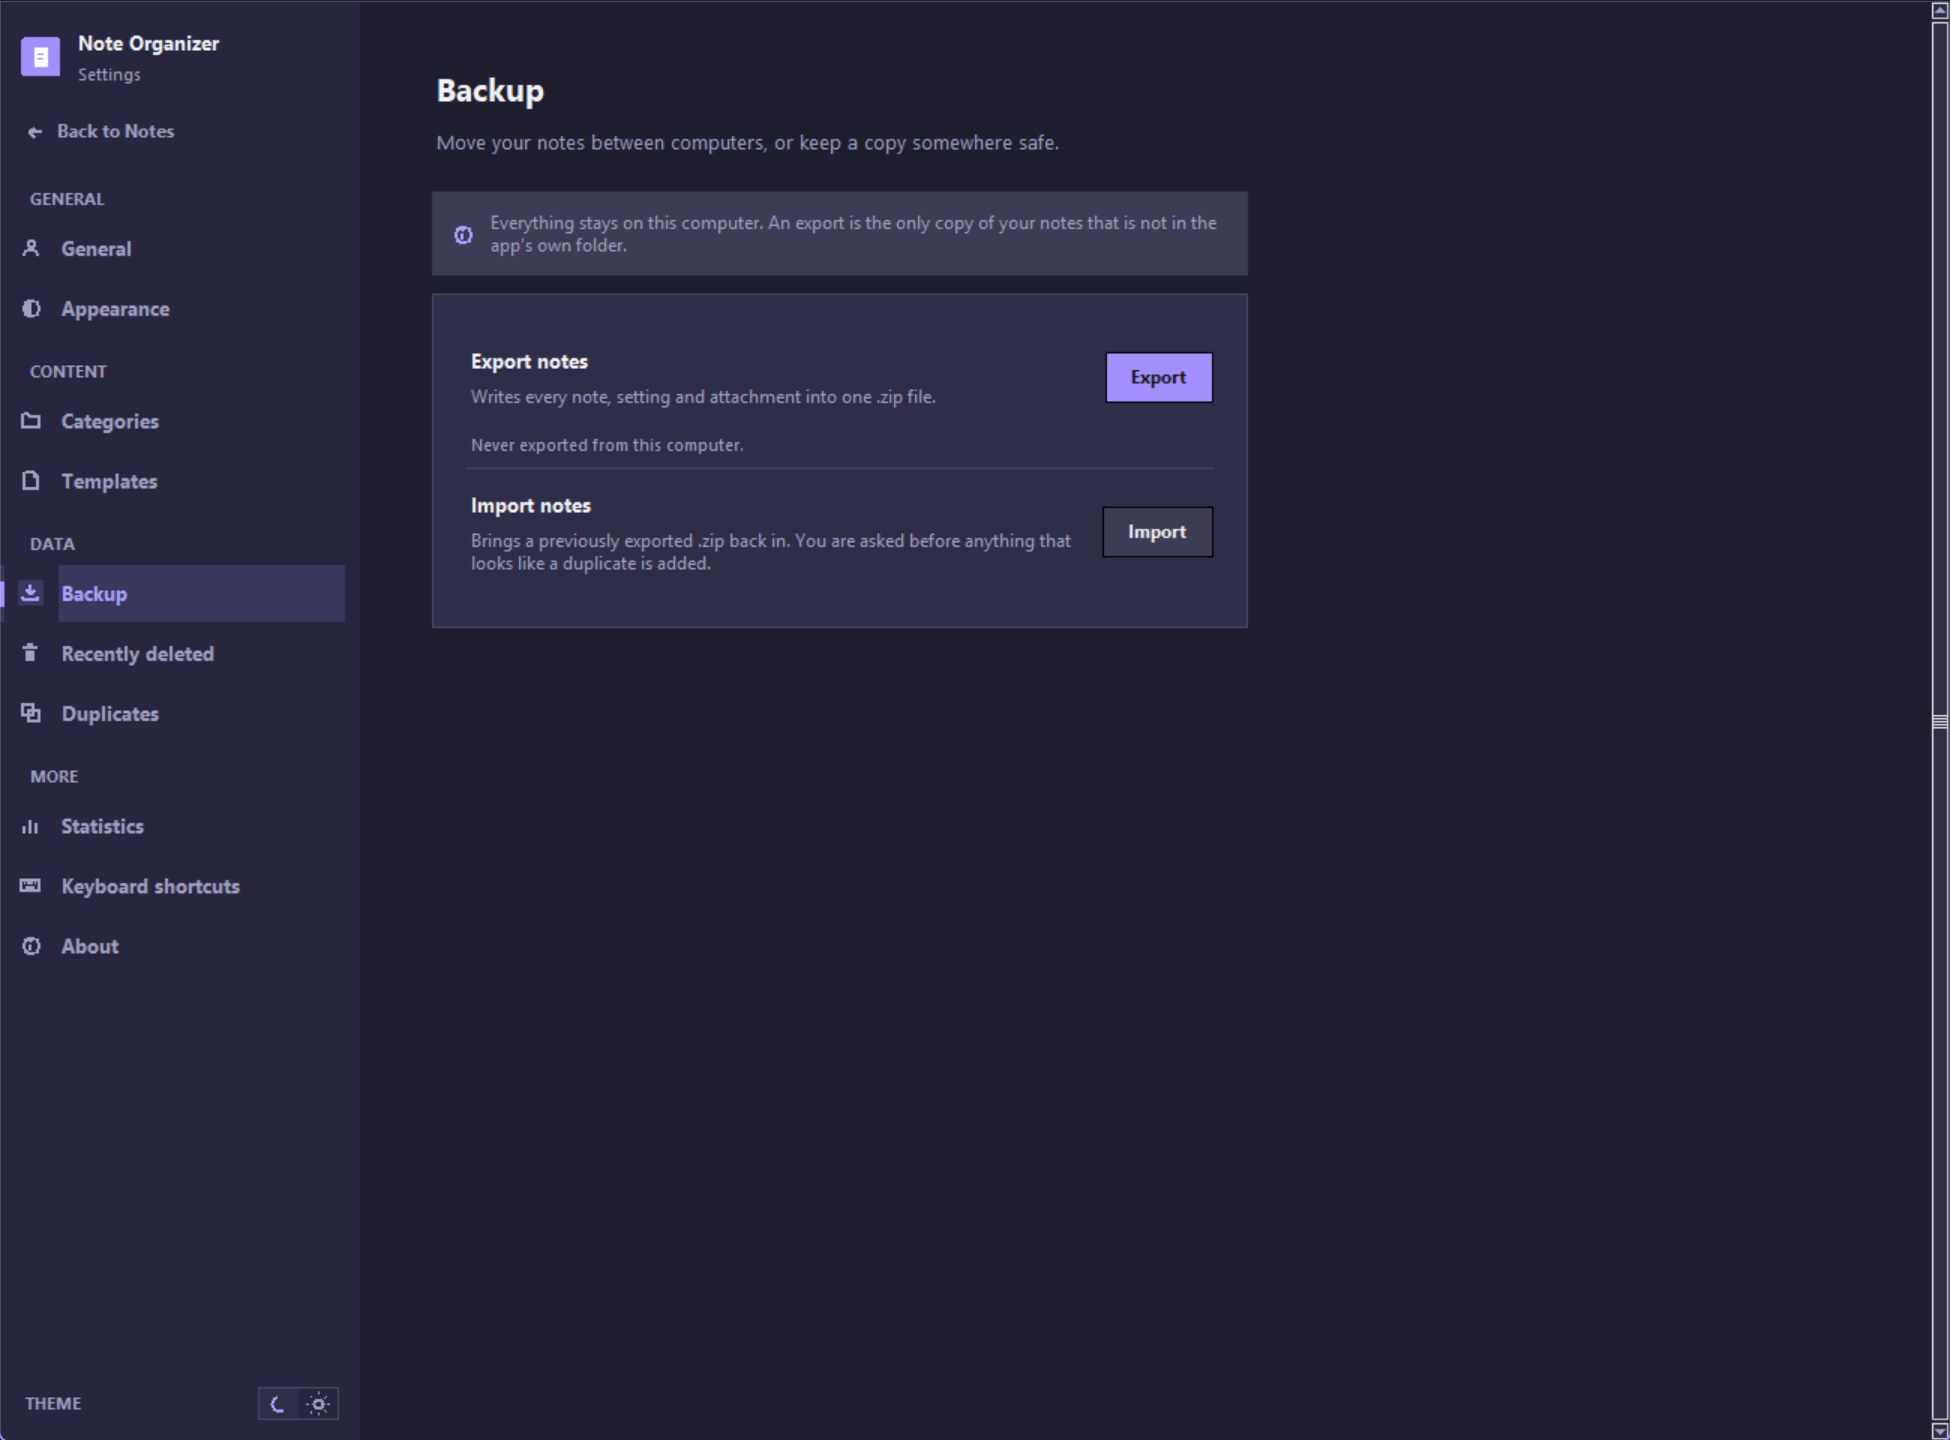 Note Organizer
Settings
Back to Notes
GENERAL
General
Appearance
CONTENT
Categories
Templates
DATA
Backup
Recently deleted
Duplicates
MORE
Statistics
Keyboard shortcuts
About
THEME
Backup
Move your notes between computers, or keep a copy somewhere safe.
Everything stays on this computer. An export is the only copy of your notes that is not in the
app's own folder.
Export notes
Writes every note, setting and attachment into one .zip file.
Export
Never exported from this computer.
Import notes
Brings a previously exported .zip back in. You are asked before anything that
looks like a duplicate is added.
Import